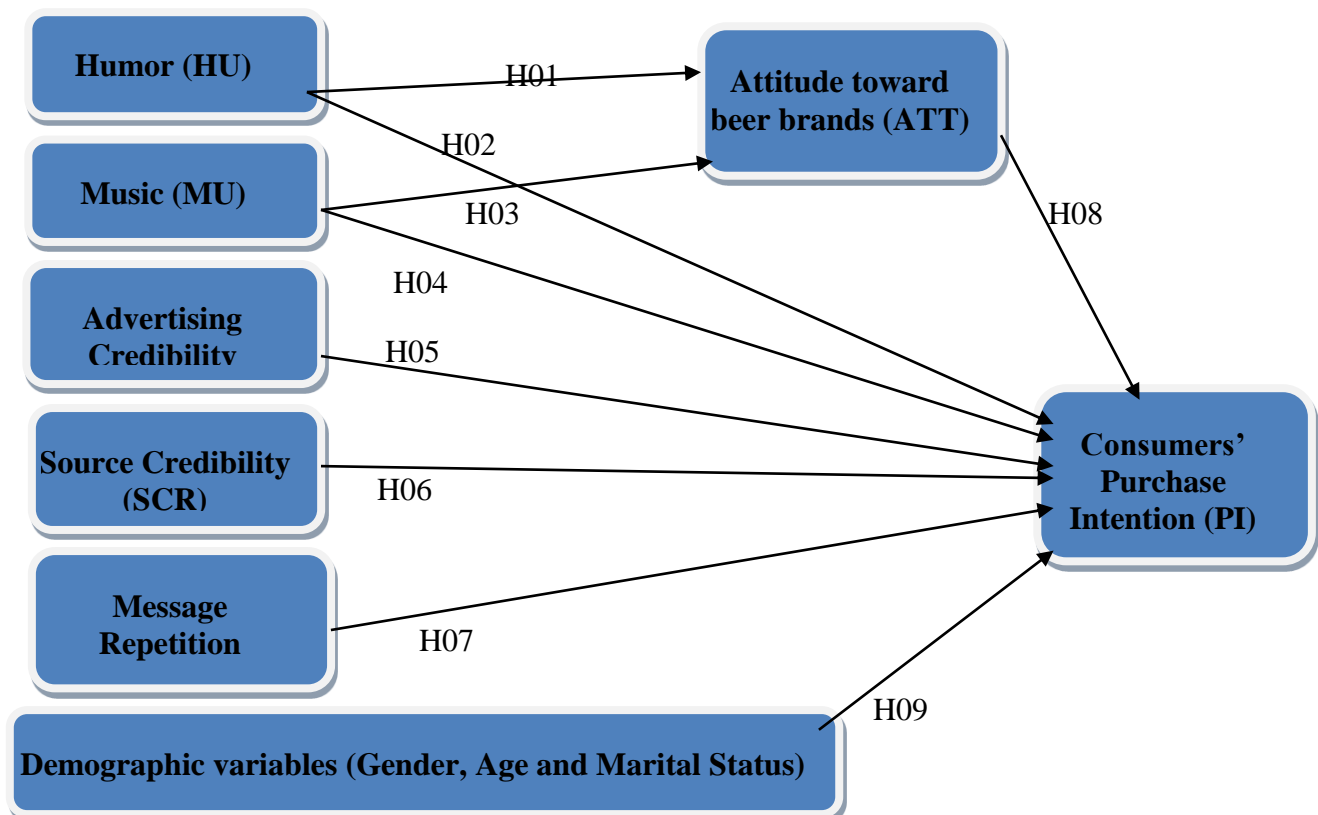 Humor (HU)
H01
Attitude toward
beer brands (ATT)
H02
Music (MU)
H03
H08
H04
Advertising
Credibility
H05
Source Credibility
(SCR)
H06
Consumers’
Purchase
Intention (PI)
Message
Repetition
H07
H09
Demographic variables (Gender, Age and Marital Status)